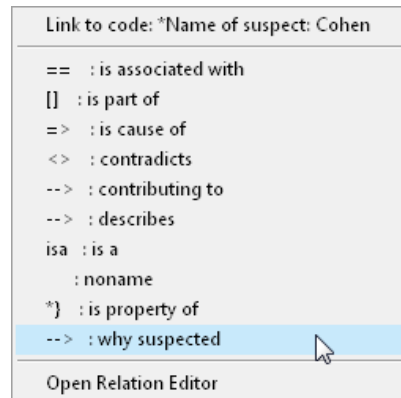 Link to code: *Name of suspect: Cohen
== : is associated with
[] : is part of
=> : is cause of
<> : contradicts
--> : contributing to
--> : describes
isa : is a
: noname
*} : is property of
--> : why suspected
Open Relation Editor